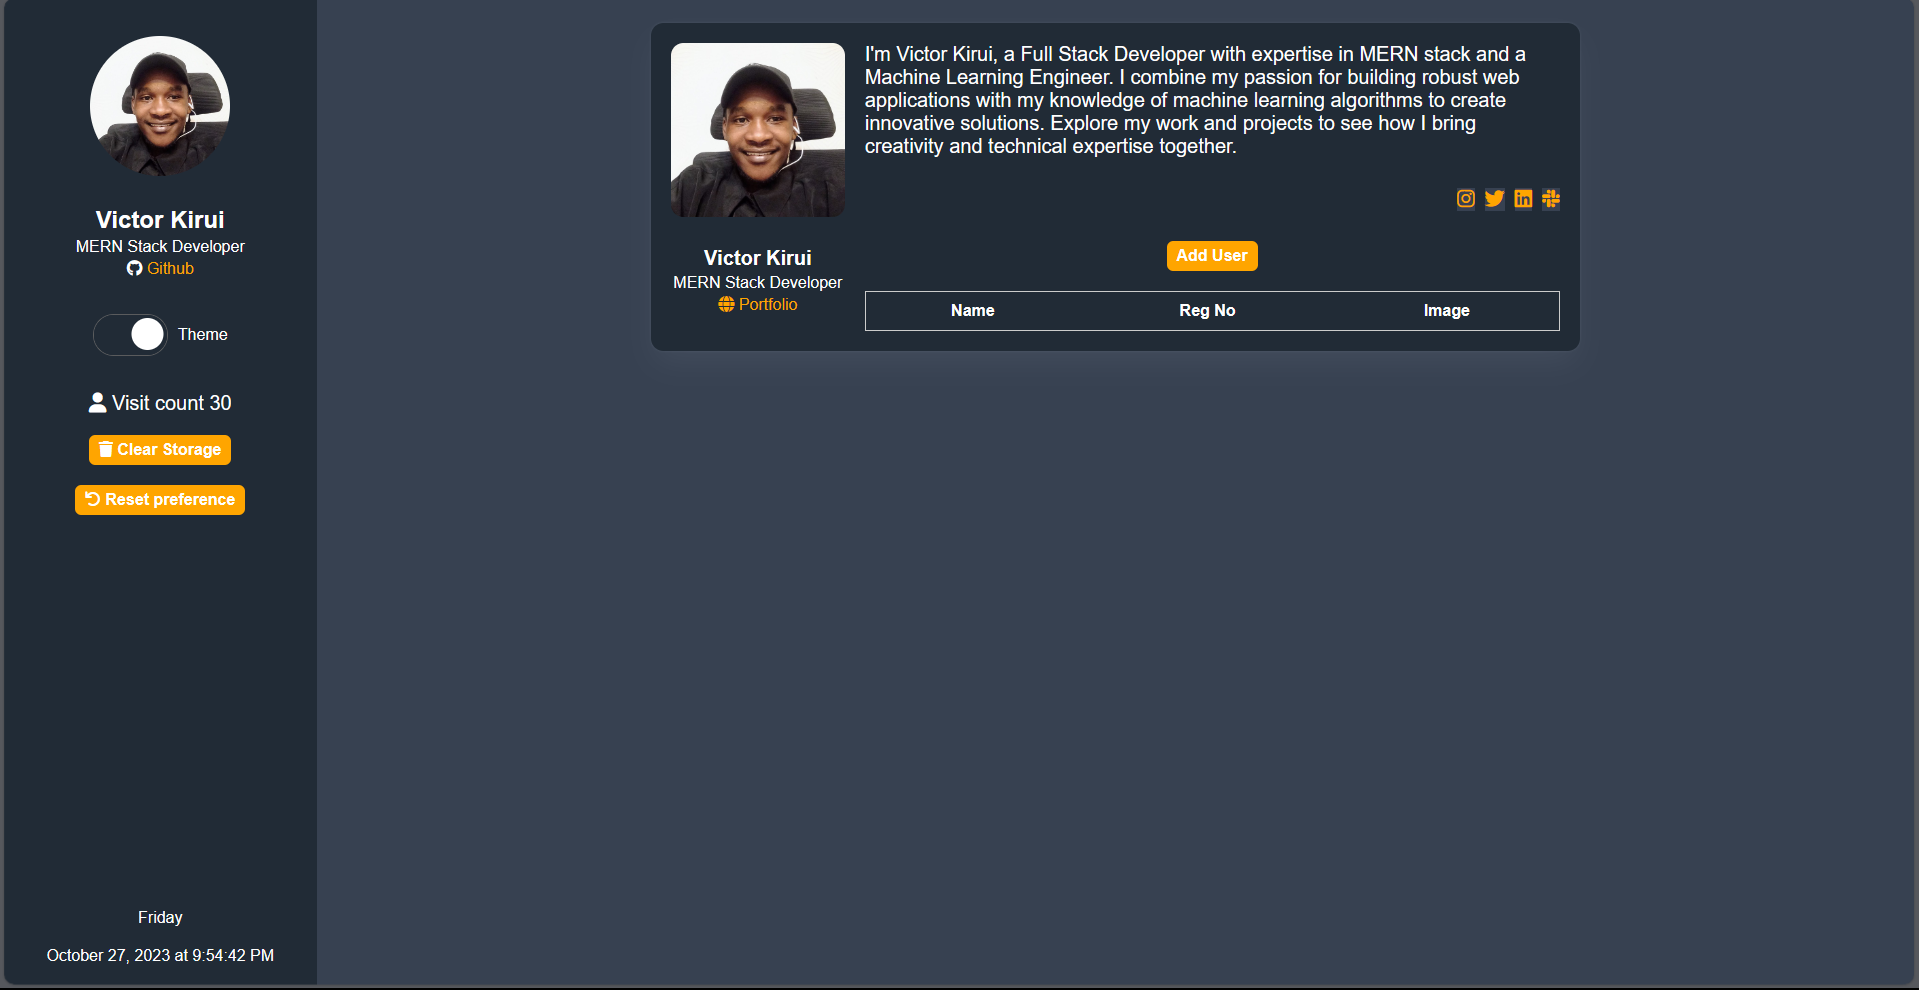 Victor Kirui
MERN Stack Developer
Github
Theme
Visit count 30
Clear Storage
Reset preference
Friday
October 27, 2023 at 9:54:42 PM
I'm Victor Kirui, a Full Stack Developer with expertise in MERN stack and a
Machine Learning Engineer. I combine my passion for building robust web
applications with my knowledge of machine learning algorithms to create
innovative solutions. Explore my work and projects to see how I bring
creativity and technical expertise together.
Victor Kirui
MERN Stack Developer
Portfolio
Add User
Name Reg No Image